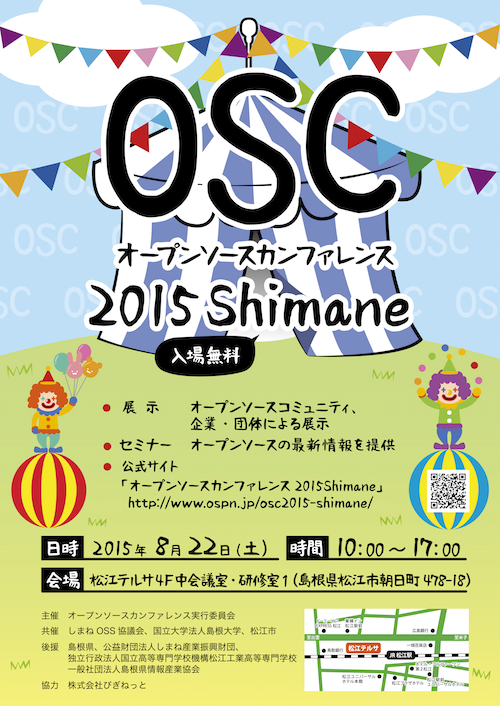 OSC
オープンソースカンファレンス
2015 Shimane
入場無料
● 展示 オープンソースコミュニティ、
企業・団体による展示
● セミナー オープンソースの最新情報を提供
● 公式サイト
「オープンソースカンファレンス 2015Shimane」
http://www.ospn.jp/osc2015-shimane/
日時 2015年 8月 22日(土) 時間 10:00～17:00
会場 松江テルサ4F中会議室・研修室1(島根県松江市朝日町478-18)
主催 オープンソースカンファレンス実行委員会
共催 しまねOSS協議会、国立大学法人島根大学、松江市
後援 島根県、公益財団法人しまね産業振興財団、
独立行政法人国立高等専門学校機構松江工業高等専門学校
一般社団法人島根県情報産業協会
協力 株式会社びぎねっと
松江テルサ
JR 松江駅